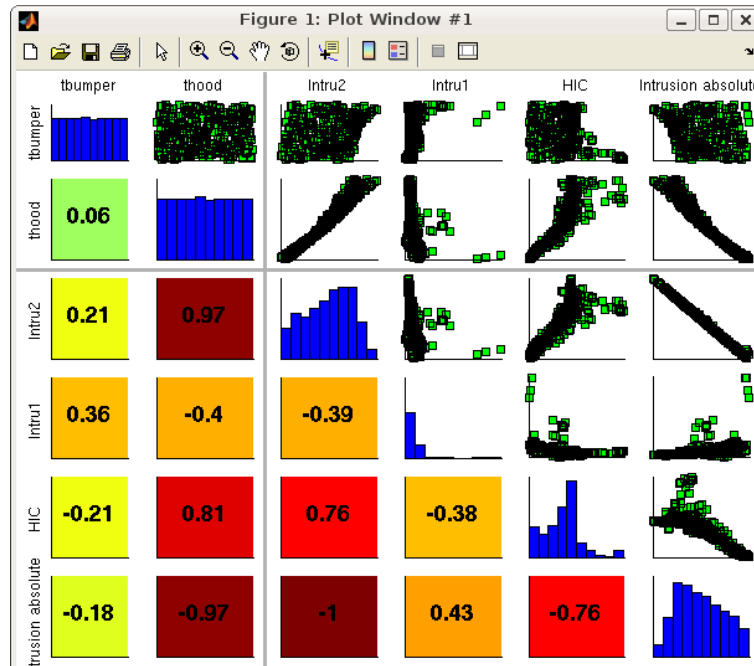 Figure 1: Plot Window #1
tbumper thood Intru2 Intru1 HIC Intrusion absolute
tbumper
thood
0.06
Intru2
0.21 0.97
Intru1
0.36 -0.4 -0.39
HIC
-0.21 0.81 0.76 -0.38
trusion absolute
-0.18 -0.97 -1 0.43 -0.76